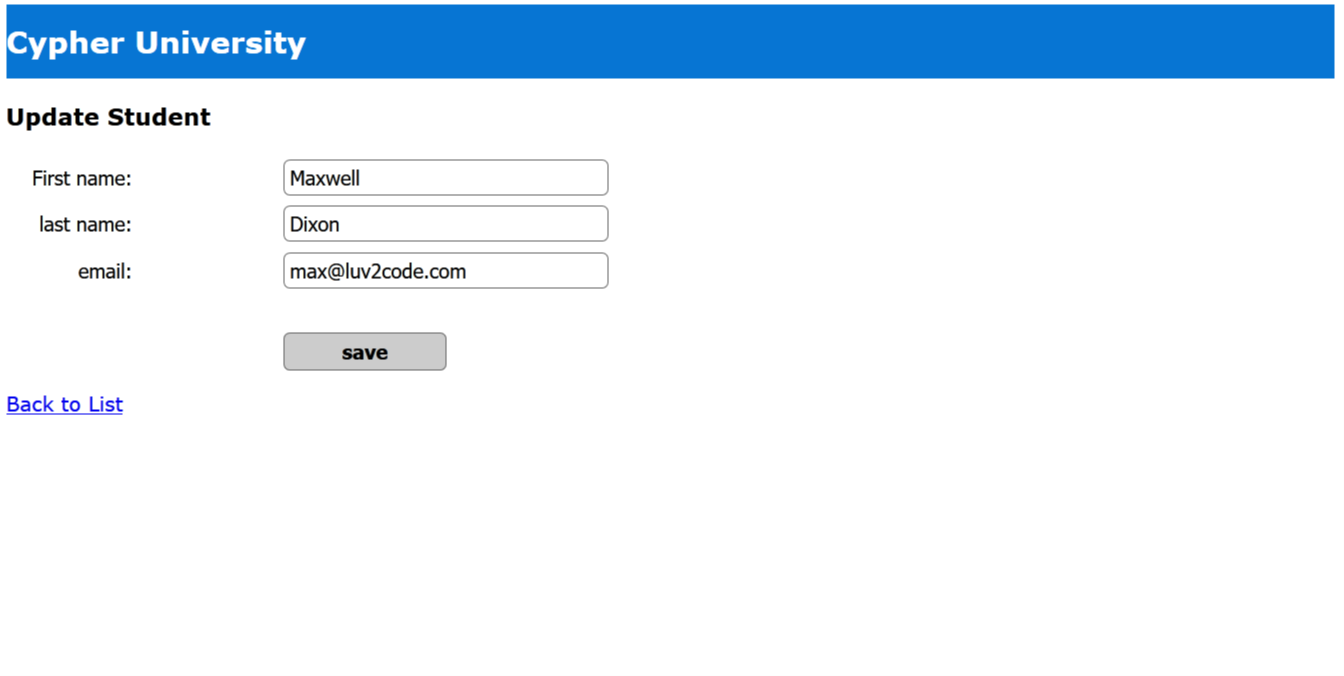 Cypher University
Update Student
First name: Maxwell
last name: Dixon
email: max@luv2code.com
save
Back to List